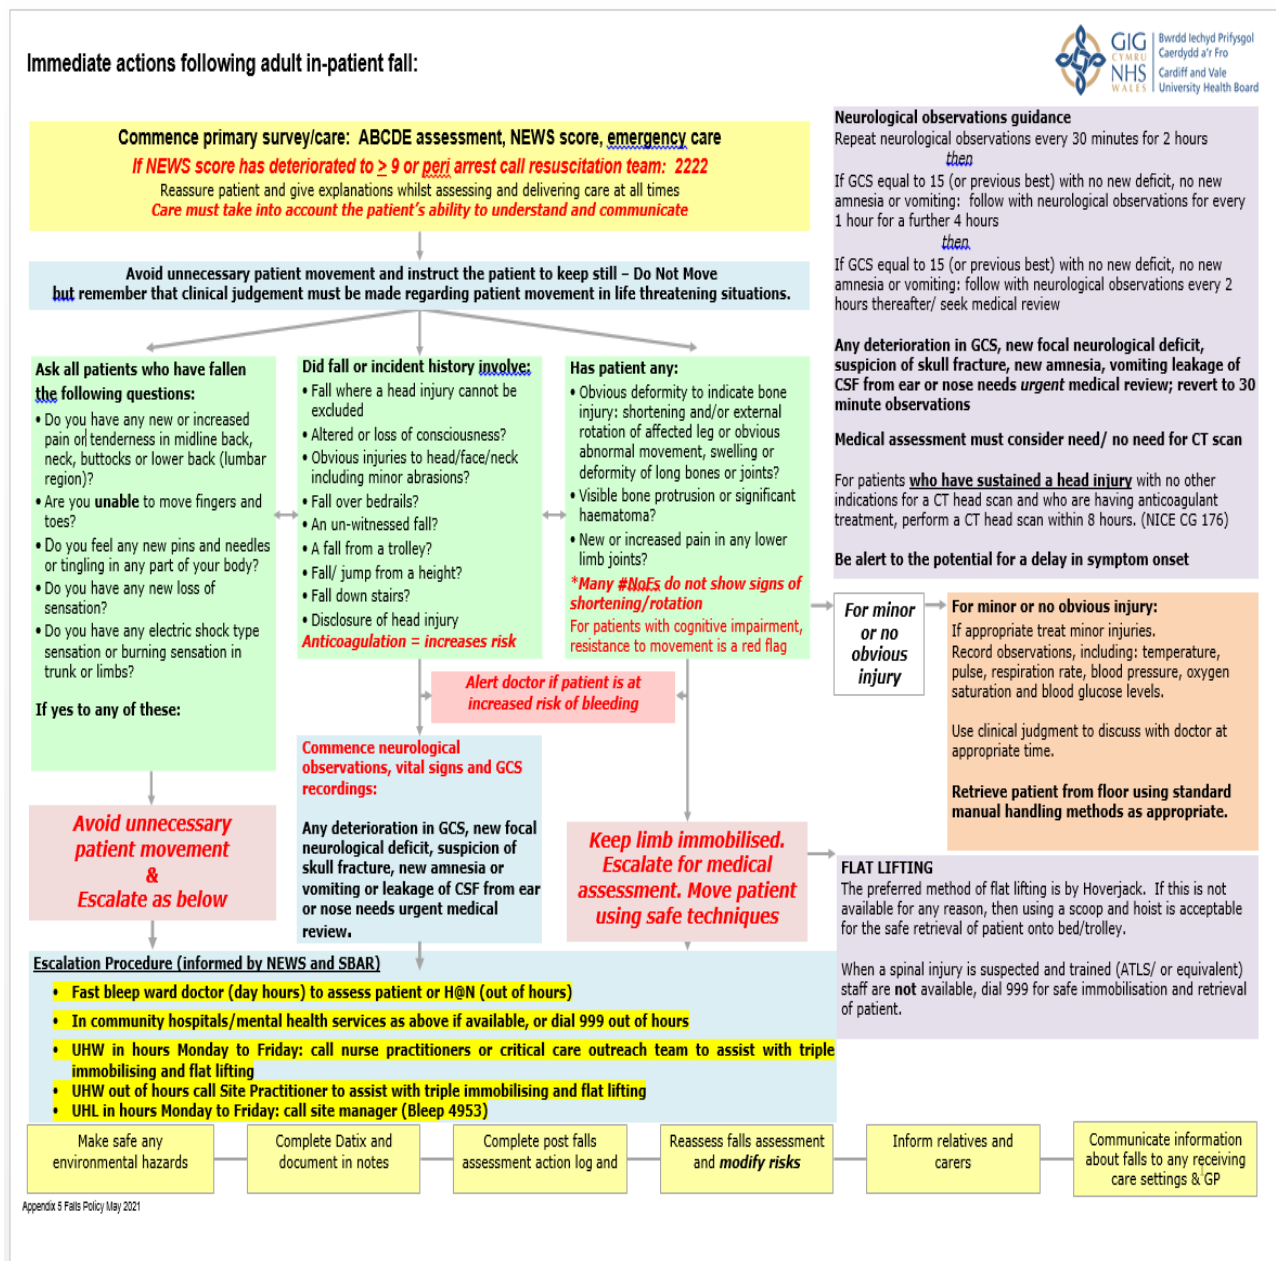 Immediate actions following adult in-patient fall:
GIG
CYMRU
NHS
WALES
Bwrdd Iechyd Prifysgol
Caerdydd a'r Fro
Cardiff and Vale
University Health Board
Commence primary survey/care: ABCDE assessment, NEWS score, emergency care
If NEWS score has deteriorated to > 9 or peri arrest call resuscitation team: 2222
Reassure patient and give explanations whilst assessing and delivering care at all times
Care must take into account the patient's ability to understand and communicate
Avoid unnecessary patient movement and instruct the patient to keep still – Do Not Move
but remember that clinical judgement must be made regarding patient movement in life threatening situations.
Ask all patients who have fallen
the following questions:
• Do you have any new or increased
pain or tenderness in midline back,
neck, buttocks or lower back (lumbar
region)?
• Are you unable to move fingers and
toes?
• Do you feel any new pins and needles
or tingling in any part of your body?
• Do you have any new loss of
sensation?
• Do you have any electric shock type
sensation or burning sensation in
trunk or limbs?
If yes to any of these:
Did fall or incident history involve:
• Fall where a head injury cannot be
excluded
• Altered or loss of consciousness?
• Obvious injuries to head/face/neck
including minor abrasions?
• Fall over bedrails?
• An un-witnessed fall?
• A fall from a trolley?
• Fall/ jump from a height?
• Fall down stairs?
• Disclosure of head injury
Anticoagulation = increases risk
Has patient any:
• Obvious deformity to indicate bone
injury: shortening and/or external
rotation of affected leg or obvious
abnormal movement, swelling or
deformity of long bones or joints?
• Visible bone protrusion or significant
haematoma?
• New or increased pain in any lower
limb joints?
*Many #NoFs do not show signs of
shortening/rotation
For patients with cognitive impairment,
resistance to movement is a red flag
Alert doctor if patient is at
increased risk of bleeding
Avoid unnecessary
patient movement
&
Escalate as below
Commence neurological
observations, vital signs and GCS
recordings:
Any deterioration in GCS, new focal
neurological deficit, suspicion of
skull fracture, new amnesia or
vomiting or leakage of CSF from ear
or nose needs urgent medical
review.
Keep limb immobilised.
Escalate for medical
assessment. Move patient
using safe techniques
Neurological observations guidance
Repeat neurological observations every 30 minutes for 2 hours
then
If GCS equal to 15 (or previous best) with no new deficit, no new
amnesia or vomiting: follow with neurological observations for every
1 hour for a further 4 hours
then
If GCS equal to 15 (or previous best) with no new deficit, no new
amnesia or vomiting: follow with neurological observations every 2
hours thereafter/ seek medical review
Any deterioration in GCS, new focal neurological deficit,
suspicion of skull fracture, new amnesia, vomiting leakage of
CSF from ear or nose needs urgent medical review; revert to 30
minute observations
Medical assessment must consider need/ no need for CT scan
For patients who have sustained a head injury with no other
indications for a CT head scan and who are having anticoagulant
treatment, perform a CT head scan within 8 hours. (NICE CG 176)
Be alert to the potential for a delay in symptom onset
For minor
or no
obvious
injury
For minor or no obvious injury:
If appropriate treat minor injuries.
Record observations, including: temperature,
pulse, respiration rate, blood pressure, oxygen
saturation and blood glucose levels.
Use clinical judgment to discuss with doctor at
appropriate time.
Retrieve patient from floor using standard
manual handling methods as appropriate.
FLAT LIFTING
The preferred method of flat lifting is by Hoverjack. If this is not
available for any reason, then using a scoop and hoist is acceptable
for the safe retrieval of patient onto bed/trolley.
When a spinal injury is suspected and trained (ATLS/ or equivalent)
staff are not available, dial 999 for safe immobilisation and retrieval
of patient.
Escalation Procedure (informed by NEWS and SBAR)
• Fast bleep ward doctor (day hours) to assess patient or H@N (out of hours)
• In community hospitals/mental health services as above if available, or dial 999 out of hours
• UHW in hours Monday to Friday: call nurse practitioners or critical care outreach team to assist with triple
immobilising and flat lifting
• UHW out of hours call Site Practitioner to assist with triple immobilising and flat lifting
• UHL in hours Monday to Friday: call site manager (Bleep 4953)
Make safe any
environmental hazards
Complete Datix and
document in notes
Complete post falls
assessment action log and
Reassess falls assessment
and modify risks
Inform relatives and
carers
Communicate information
about falls to any receiving
care settings & GP
Appendix 5 Falls Policy May 2021